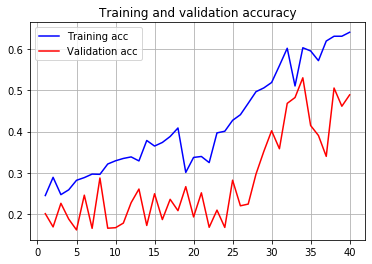 Training and validation accuracy
Training acc
Validation acc
0.6
0.5
0.4
0.3
0.2
0 5 10 15 20 25 30 35 40